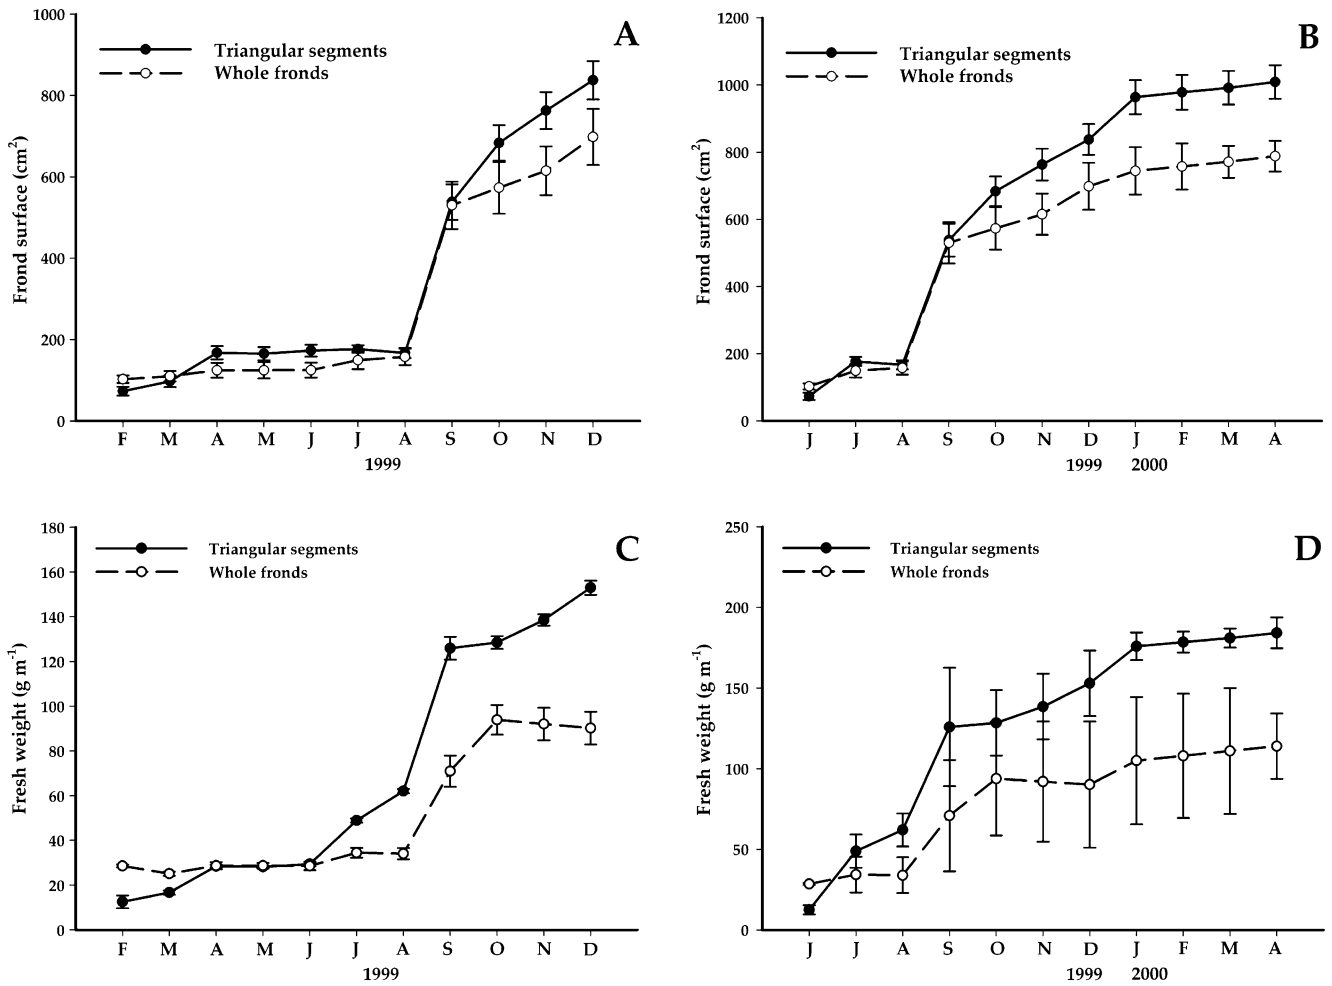 A
Triangular segments
Whole fronds
Frond surface (cm²)
1000
800
600
400
200
0
F M A M J J A S O N D
1999
B
Triangular segments
Whole fronds
Frond surface (cm²)
1200
1000
800
600
400
200
0
J J A S O N D J F M A
1999 2000
C
Triangular segments
Whole fronds
Fresh weight (g m⁻¹)
180
160
140
120
100
80
60
40
20
0
F M A M J J A S O N D
1999
D
Triangular segments
Whole fronds
Fresh weight (g m⁻¹)
250
200
150
100
50
0
J J A S O N D J F M A
1999 2000